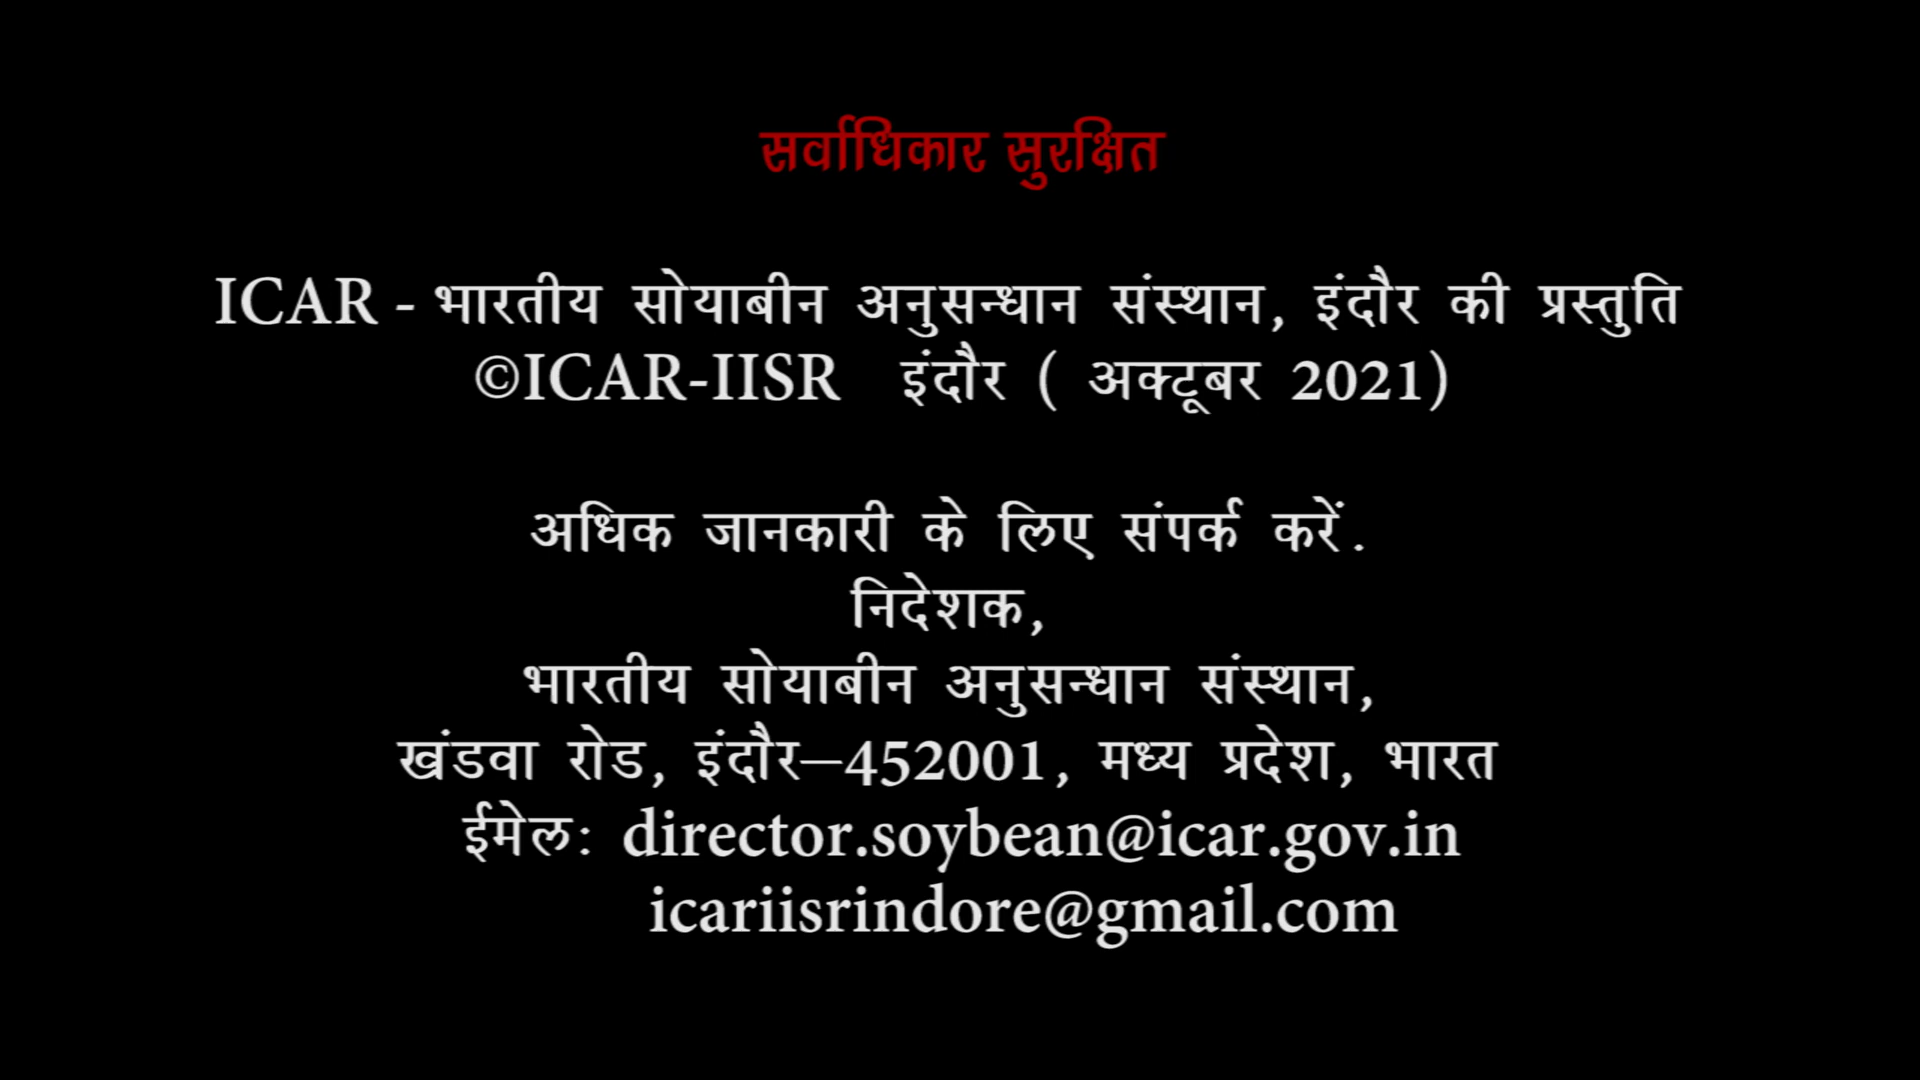 सर्वाधिकार सुरक्षित
ICAR - भारतीय सोयाबीन अनुसन्धान संस्थान, इंदौर की प्रस्तुति
©ICAR-IISR इंदौर ( अक्टूबर 2021)
अधिक जानकारी के लिए संपर्क करें.
निदेशक,
भारतीय सोयाबीन अनुसन्धान संस्थान,
खंडवा रोड, इंदौर–452001, मध्य प्रदेश, भारत
ईमेल: director.soybean@icar.gov.in
icariisrindore@gmail.com